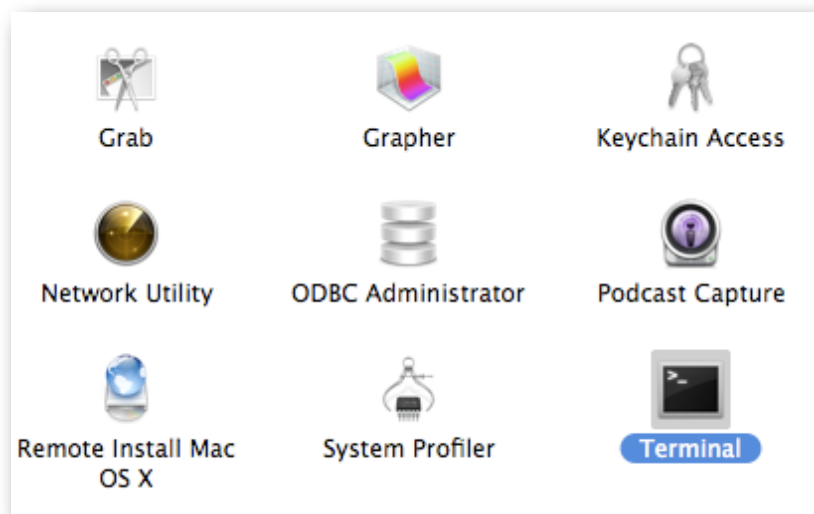 Grab
Grapher
Keychain Access
Network Utility
ODBC Administrator
Podcast Capture
Remote Install Mac
OS X
System Profiler
>_
Terminal